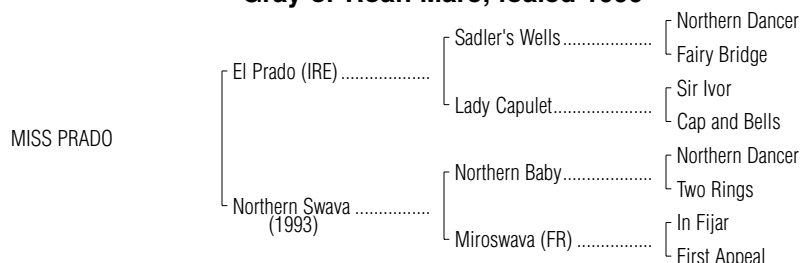 Gray or Roan Mare; foaled
Northern Dancer
Sadler's Wells
Fairy Bridge
El Prado (IRE)
Sir Ivor
Lady Capulet
Cap and Bells
MISS PRADO
Northern Dancer
Northern Baby
Two Rings
Northern Swava
(1993)
In Fijar
Miroswava (FR)
First Appeal